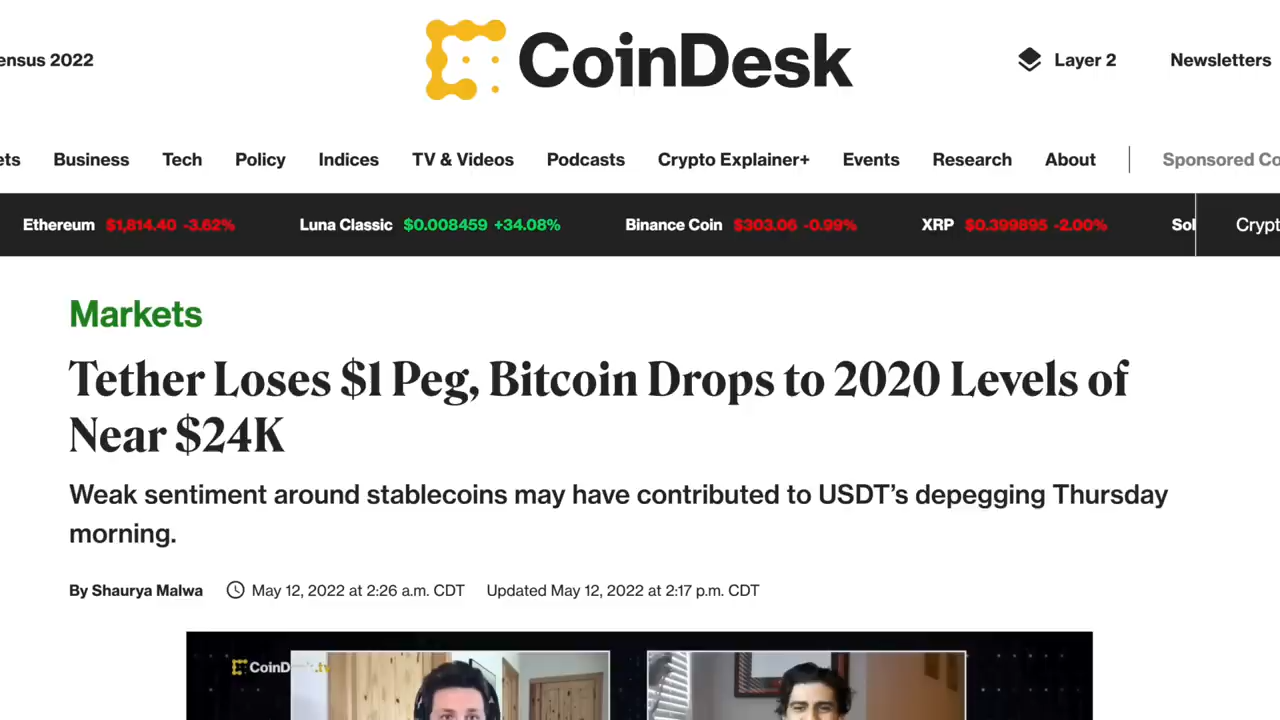 ensus 2022
CoinDesk
Layer 2
Newsletters
ets Business Tech Policy Indices TV & Videos Podcasts Crypto Explainer+ Events Research About Sponsored Co
Ethereum $1,814.40 -3.62% Luna Classic $0.008459 +34.08% Binance Coin $303.06 -0.99% XRP $0.399895 -2.00% Sol Crypt
Markets
Tether Loses $1 Peg, Bitcoin Drops to 2020 Levels of
Near $24K
Weak sentiment around stablecoins may have contributed to USDT’s depegging Thursday
morning.
By Shaurya Malwa May 12, 2022 at 2:26 a.m. CDT Updated May 12, 2022 at 2:17 p.m. CDT